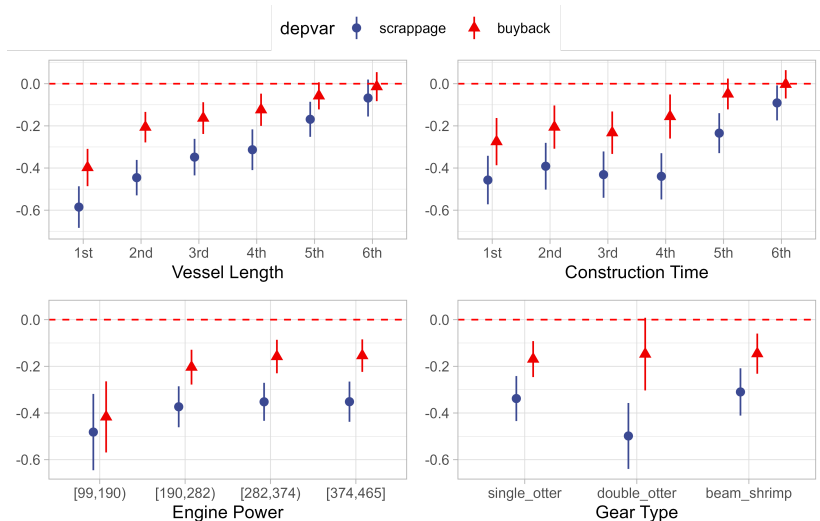 depvar scrappage buyback
0.0
-0.2
-0.4
-0.6
1st 2nd 3rd 4th 5th 6th
Vessel Length
0.0
-0.2
-0.4
-0.6
1st 2nd 3rd 4th 5th 6th
Construction Time
0.0
-0.2
-0.4
-0.6
[99,190) [190,282) [282,374) [374,465]
Engine Power
0.0
-0.2
-0.4
-0.6
single_otter double_otter beam_shrimp
Gear Type